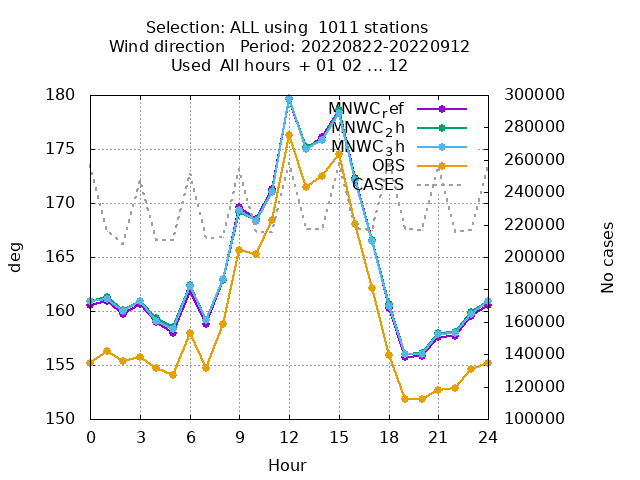 Selection: ALL using  1011 stations
Wind direction   Period: 20220822-20220912
Used  All hours  + 01 02 ... 12
180
175
170
165
160
155
150
deg
300000
280000
260000
240000
220000
200000
180000
160000
140000
120000
100000
No cases
MNWC_ref
MNWC_2h
MNWC_3h
OBS
CASES
0 3 6 9 12 15 18 21 24
Hour